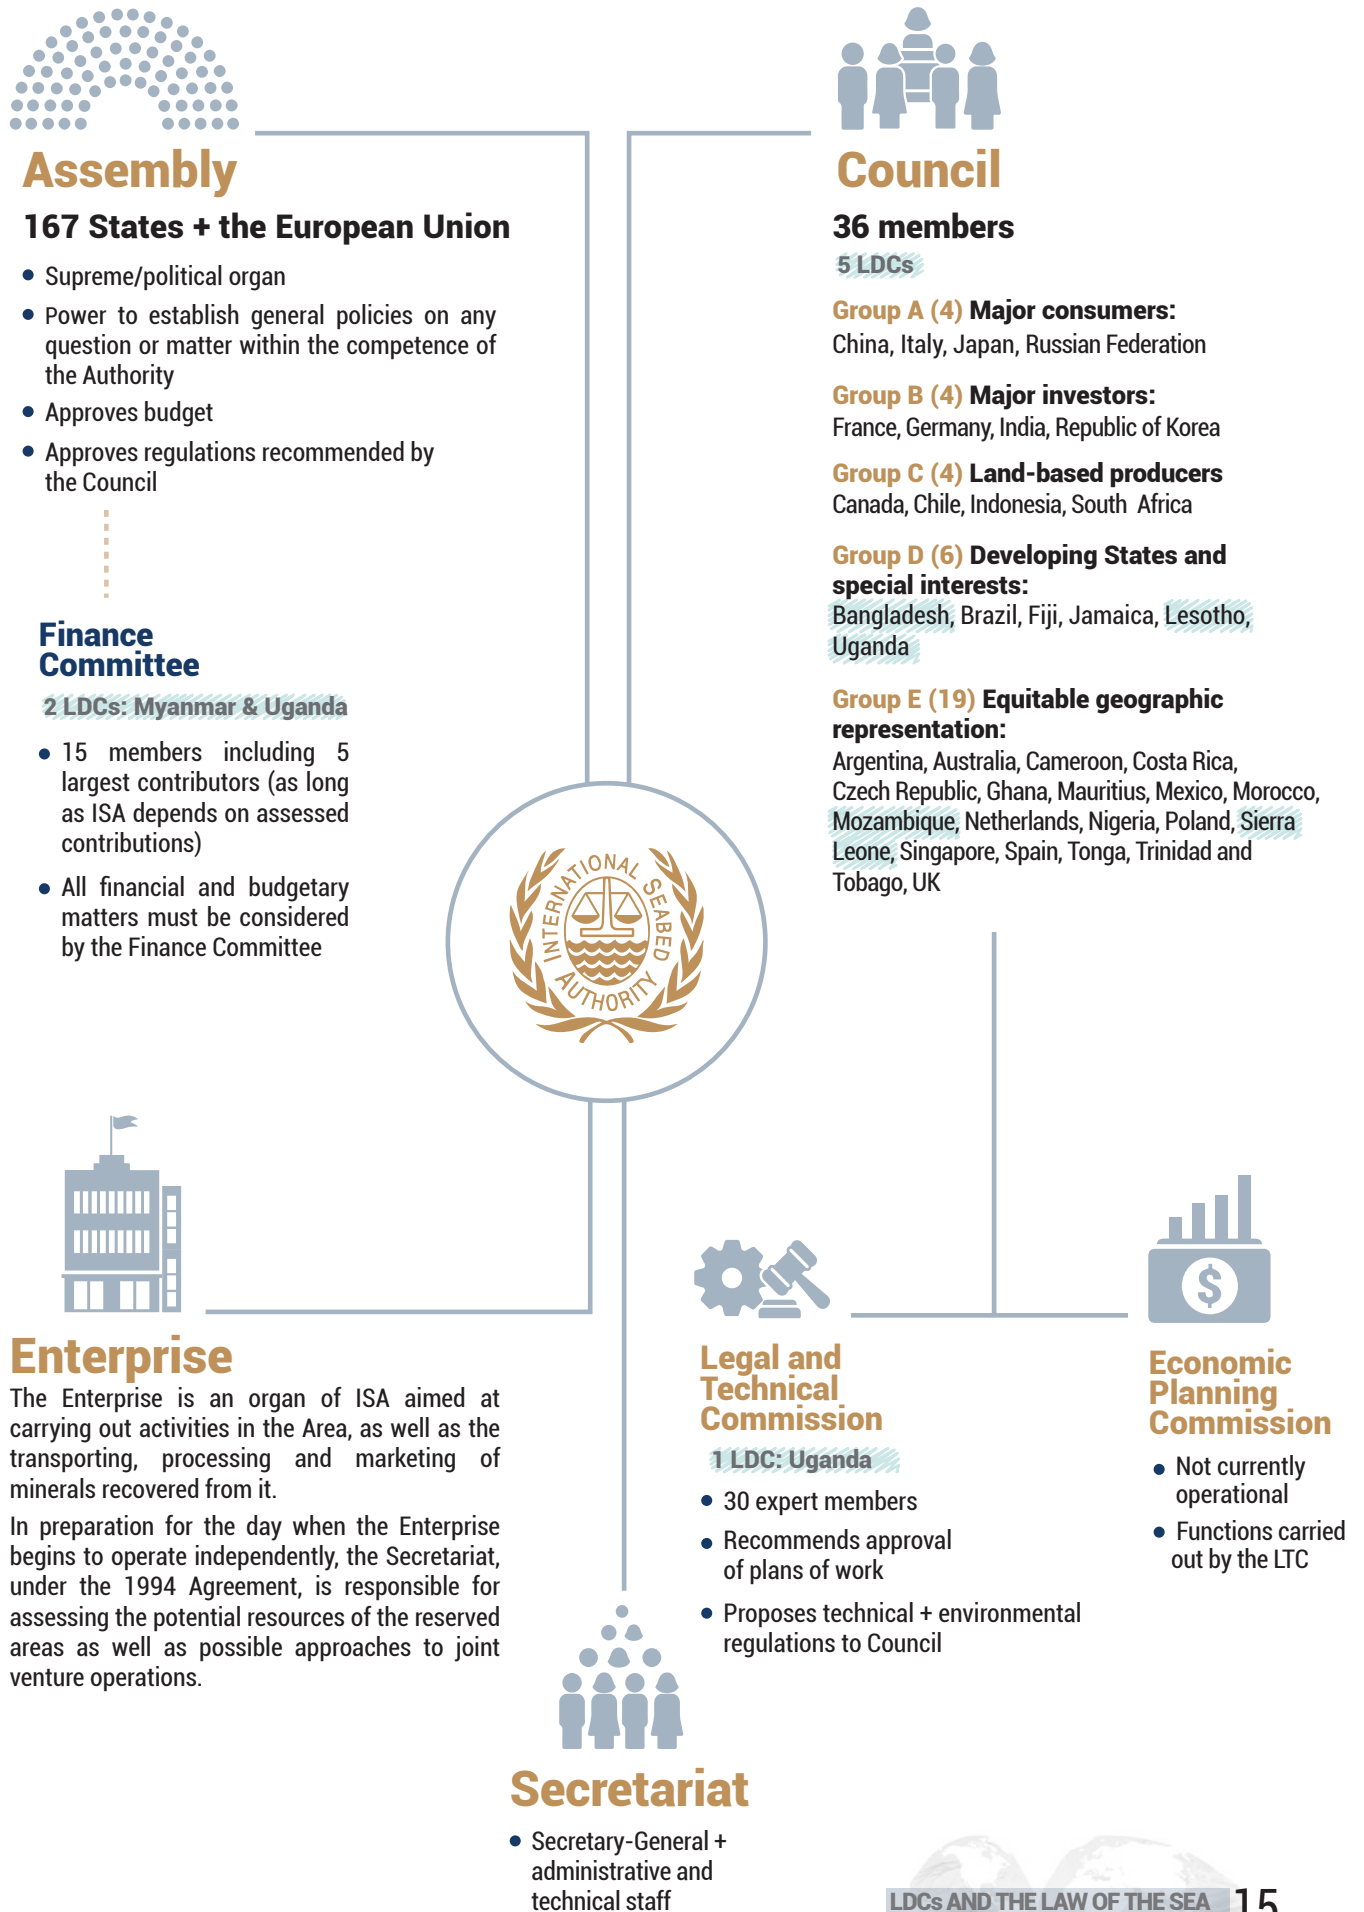 Assembly
167 States + the European Union
Supreme/political organ
Power to establish general policies on any
question or matter within the competence of
the Authority
Approves budget
Approves regulations recommended by
the Council
Finance
Committee
2 LDCs: Myanmar & Uganda
15 members including 5
largest contributors (as long
as ISA depends on assessed
contributions)
All financial and budgetary
matters must be considered
by the Finance Committee
Council
36 members
5 LDCs
Group A (4) Major consumers:
China, Italy, Japan, Russian Federation
Group B (4) Major investors:
France, Germany, India, Republic of Korea
Group C (4) Land-based producers
Canada, Chile, Indonesia, South Africa
Group D (6) Developing States and
special interests:
Bangladesh, Brazil, Fiji, Jamaica, Lesotho,
Uganda
Group E (19) Equitable geographic
representation:
Argentina, Australia, Cameroon, Costa Rica,
Czech Republic, Ghana, Mauritius, Mexico, Morocco,
Mozambique, Netherlands, Nigeria, Poland, Sierra
Leone, Singapore, Spain, Tonga, Trinidad and
Tobago, UK
INTERNATIONAL SEABED
AUTHORITY
Enterprise
The Enterprise is an organ of ISA aimed at
carrying out activities in the Area, as well as the
transporting, processing and marketing of
minerals recovered from it.
In preparation for the day when the Enterprise
begins to operate independently, the Secretariat,
under the 1994 Agreement, is responsible for
assessing the potential resources of the reserved
areas as well as possible approaches to joint
venture operations.
Legal and
Technical
Commission
1 LDC: Uganda
30 expert members
Recommends approval
of plans of work
Proposes technical + environmental
regulations to Council
$
Economic
Planning
Commission
Not currently
operational
Functions carried
out by the LTC
Secretariat
Secretary-General +
administrative and
technical staff
LDCs AND THE LAW OF THE SEA 15